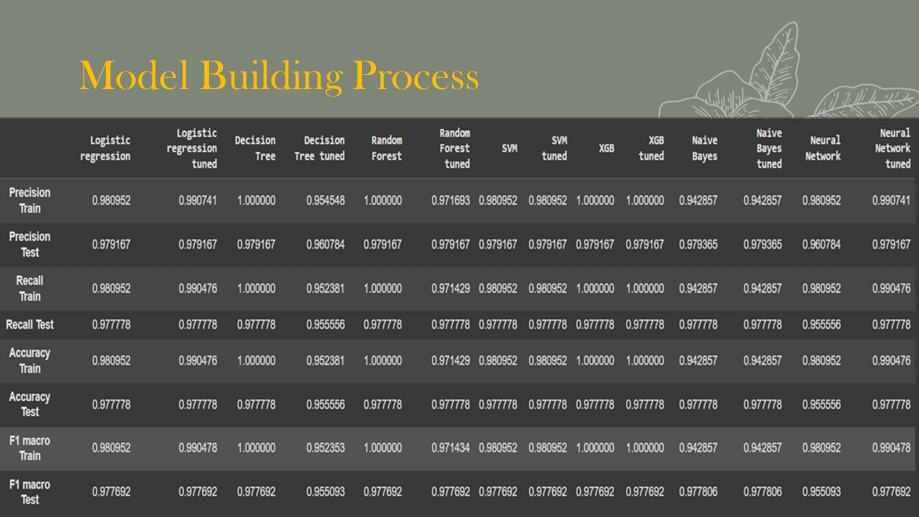 Model Building Process
Logistic regression Logistic regression tuned Decision Tree Decision Tree tuned Random Forest Random Forest tuned SVM SVM tuned XGB XGB tuned Naive Bayes Naive Bayes tuned Neural Network Neural Network tuned
Precision Train 0.980952 0.990741 1.000000 0.954548 1.000000 0.971693 0.980952 0.980952 1.000000 1.000000 0.942857 0.942857 0.980952 0.990741
Precision Test 0.979167 0.979167 0.979167 0.960784 0.979167 0.979167 0.979167 0.979167 0.979167 0.979167 0.979365 0.979365 0.960784 0.979167
Recall Train 0.980952 0.990476 1.000000 0.952381 1.000000 0.971429 0.980952 0.980952 1.000000 1.000000 0.942857 0.942857 0.980952 0.990476
Recall Test 0.977778 0.977778 0.977778 0.955556 0.977778 0.977778 0.977778 0.977778 0.977778 0.977778 0.977778 0.977778 0.955556 0.977778
Accuracy Train 0.980952 0.990476 1.000000 0.952381 1.000000 0.971429 0.980952 0.980952 1.000000 1.000000 0.942857 0.942857 0.980952 0.990476
Accuracy Test 0.977778 0.977778 0.977778 0.955556 0.977778 0.977778 0.977778 0.977778 0.977778 0.977778 0.977778 0.977778 0.955556 0.977778
F1 macro Train 0.980952 0.990478 1.000000 0.952353 1.000000 0.971434 0.980952 0.980952 1.000000 1.000000 0.942857 0.942857 0.980952 0.990478
F1 macro Test 0.977692 0.977692 0.977692 0.955093 0.977692 0.977692 0.977692 0.977692 0.977692 0.977692 0.977806 0.977806 0.955093 0.977692